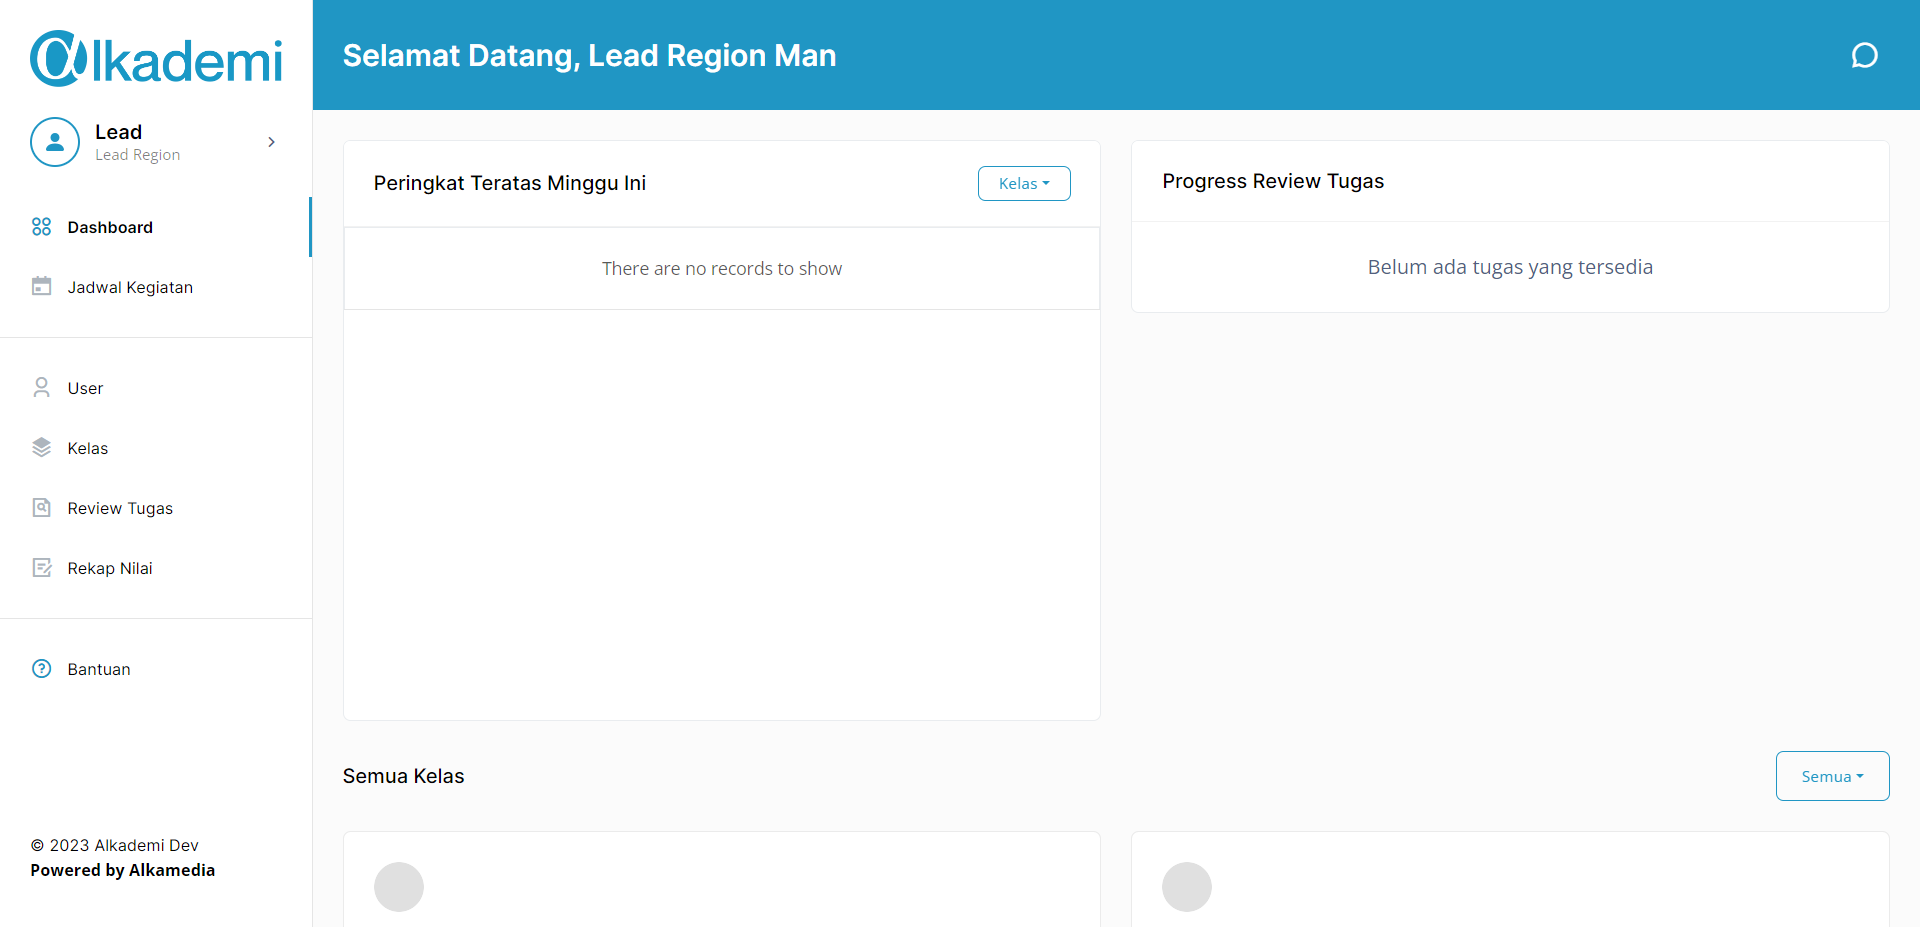 αlkademi
Lead
Lead Region
Dashboard
Jadwal Kegiatan
User
Kelas
Review Tugas
Rekap Nilai
Bantuan
© 2023 Alkademi Dev
Powered by Alkamedia
Selamat Datang, Lead Region Man
Peringkat Teratas Minggu Ini
Kelas
There are no records to show
Progress Review Tugas
Belum ada tugas yang tersedia
Semua Kelas
Semua